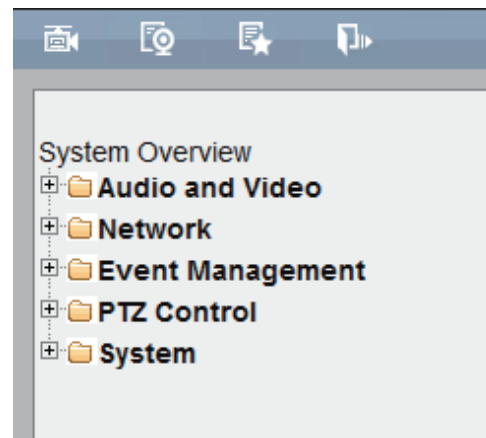 System Overview
Audio and Video
Network
Event Management
PTZ Control
System